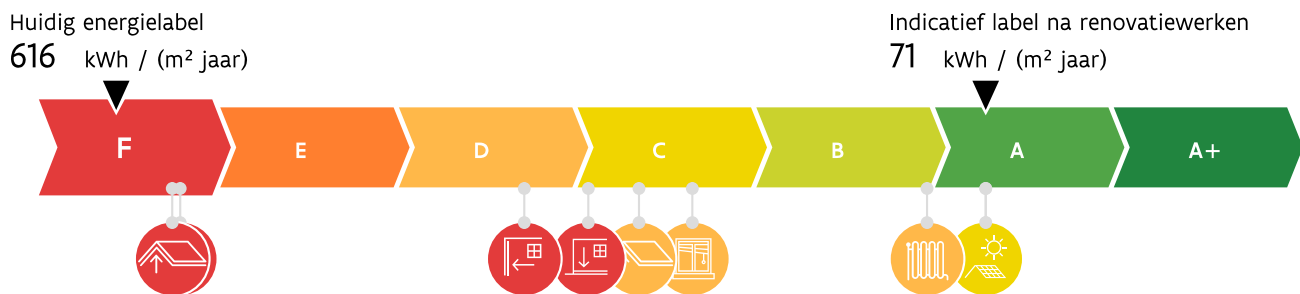 Huidig energielabel
616 kWh / (m² jaar)
Indicatief label na renovatiewerken
71 kWh / (m² jaar)
F E D C B A A+